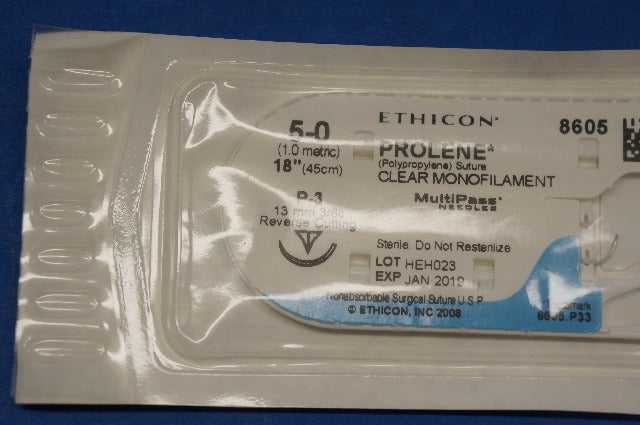 ETHICON*
8605
5-0
(1.0 metric)
18" (45cm)
PROLENE*
(Polypropylene) Suture
CLEAR MONOFILAMENT
P-3
13 mm 3/8c
Reverse Cutting
MultiPass*
NEEDLES
Sterile. Do Not Resterilize
LOT HEH023
EXP JAN 2019
Nonabsorbable Surgical Suture U.S.P.
© ETHICON, INC 2008
8605.P33